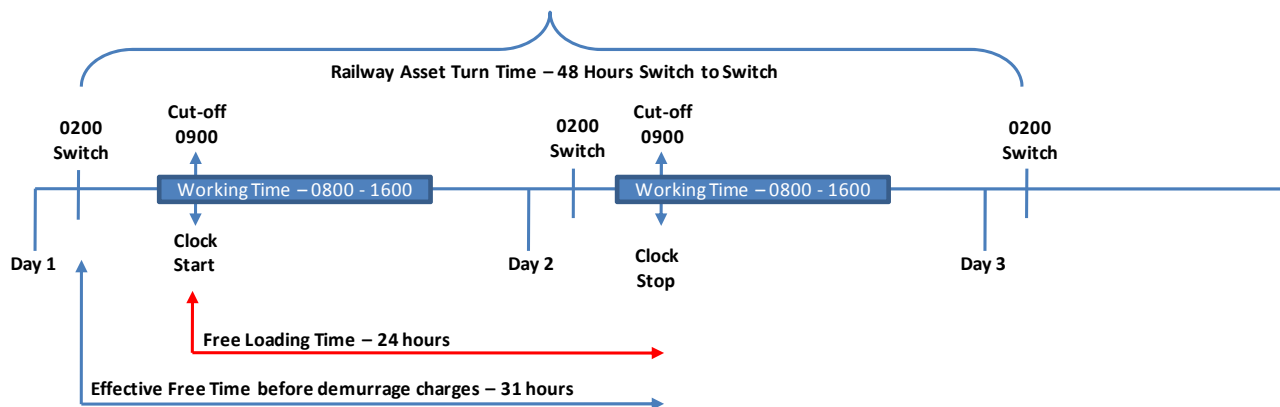 Railway Asset Turn Time – 48 Hours Switch to Switch
0200
Switch
Cut-off
0900
0200
Switch
Cut-off
0900
0200
Switch
Working Time – 0800 - 1600
Working Time – 0800 - 1600
Day 1
Clock
Start
Day 2
Clock
Stop
Day 3
Free Loading Time – 24 hours
Effective Free Time before demurrage charges – 31 hours